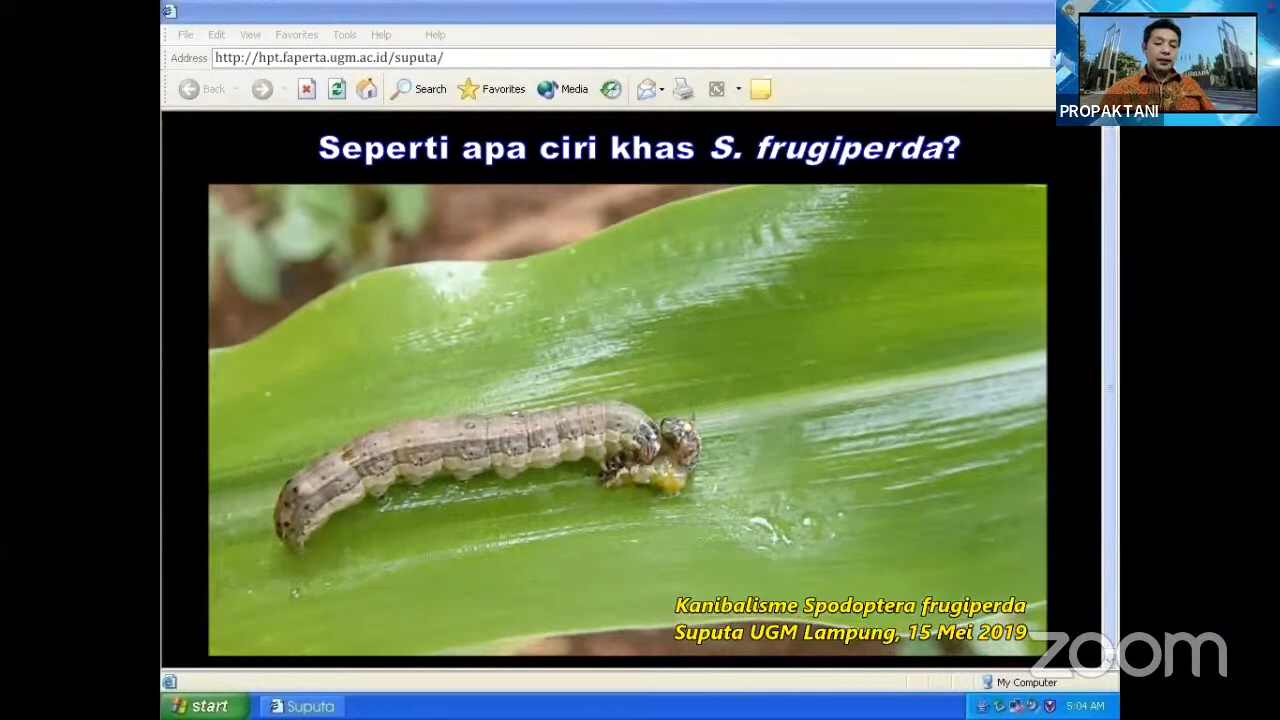 File Edit View Favorites Tools Help Help
Address http://hpt.faperta.ugm.ac.id/suputa/
Back Search Favorites Media
PROPAKTANI
Seperti apa ciri khas S. frugiperda?
Kanibalisme Spodoptera frugiperda
Suputa UGM Lampung, 15 Mei 2019
zoom
My Computer
start Suputa 5:04 AM